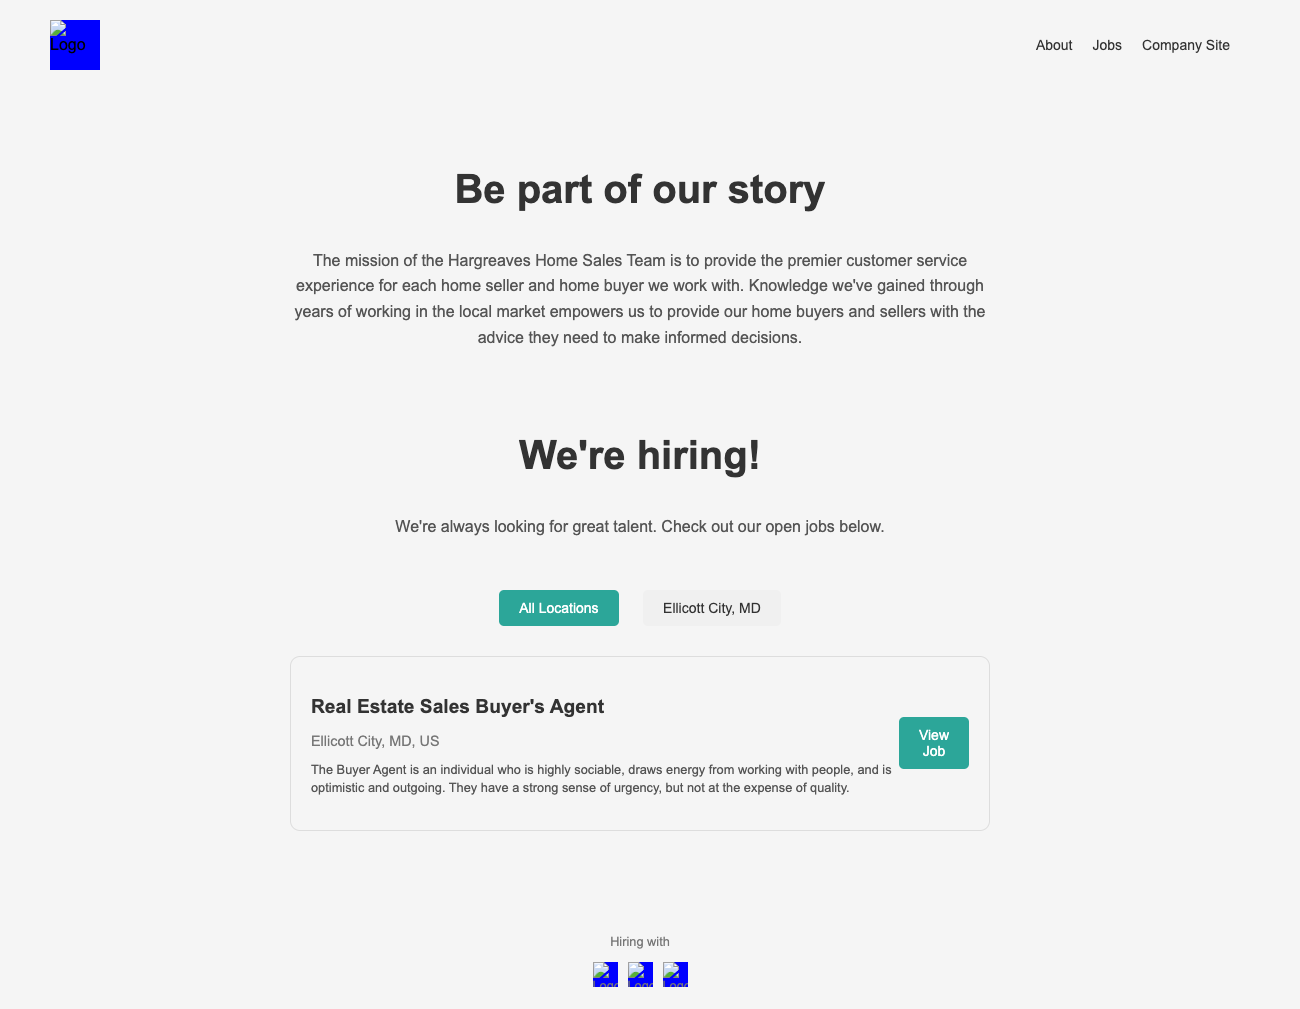 Logo
About
Jobs
Company Site
Be part of our story
The mission of the Hargreaves Home Sales Team is to provide the premier customer service
experience for each home seller and home buyer we work with. Knowledge we've gained through
years of working in the local market empowers us to provide our home buyers and sellers with the
advice they need to make informed decisions.
We're hiring!
We're always looking for great talent. Check out our open jobs below.
All Locations
Ellicott City, MD
Real Estate Sales Buyer's Agent
Ellicott City, MD, US
The Buyer Agent is an individual who is highly sociable, draws energy from working with people, and is
optimistic and outgoing. They have a strong sense of urgency, but not at the expense of quality.
View
Job
Hiring with
Logo
Logo
Logo